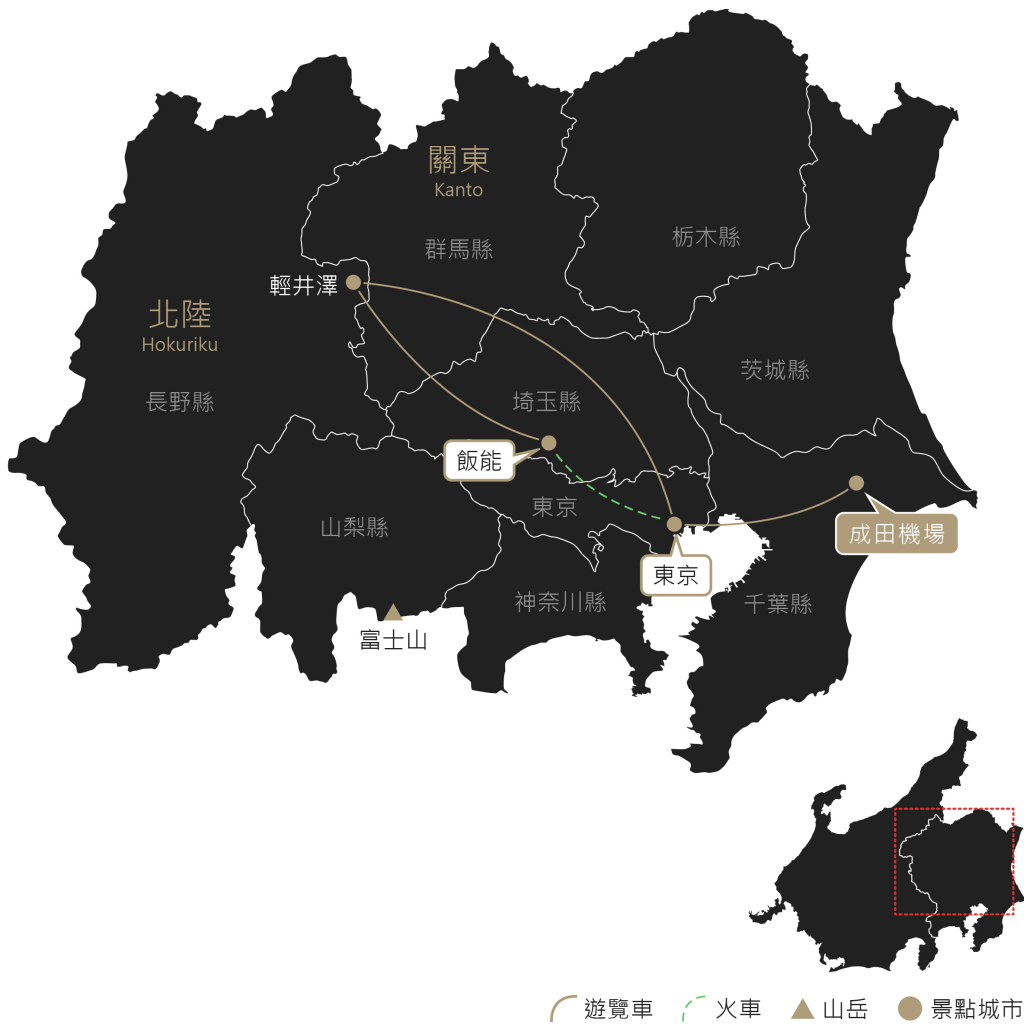 關東
Kanto
群馬縣
栃木縣
輕井澤
北陸
Hokuriku
長野縣
茨城縣
埼玉縣
飯能
東京
山梨縣
成田機場
東京
神奈川縣
千葉縣
富士山
遊覽車
火車
山岳
景點城市